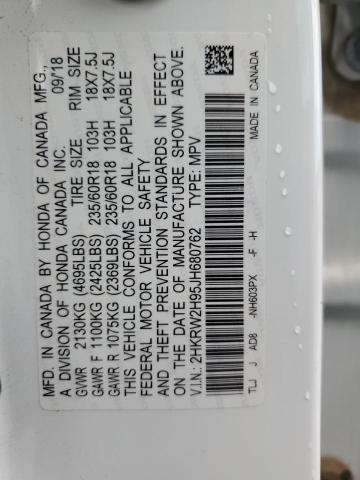 MFD. IN CANADA BY HONDA OF CANADA MFG.,
A DIVISION OF HONDA CANADA INC. 09/18
GVWR 2130KG (4695LBS) TIRE SIZE RIM SIZE
GAWR F 1100KG (2425LBS) 235/60R18 103H 18X7.5J
GAWR R 1075KG (2369LBS) 235/60R18 103H 18X7.5J
THIS VEHICLE CONFORMS TO ALL APPLICABLE
FEDERAL MOTOR VEHICLE SAFETY
AND THEFT PREVENTION STANDARDS IN EFFECT
ON THE DATE OF MANUFACTURE SHOWN ABOVE.
V.I.N.: 2HKRW2H93JH680762 TYPE: MPV
TLJ J AD8 -NH603PX -F -H MADE IN CANADA